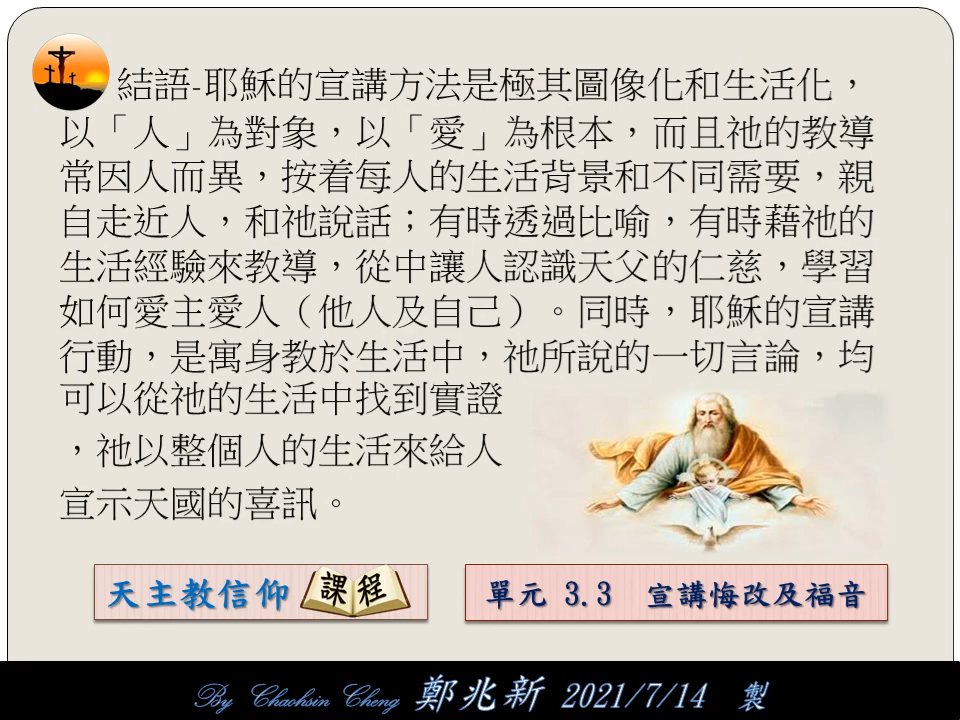 結語-耶穌的宣講方法是極其圖像化和生活化，
以「人」為對象，以「愛」為根本，而且祂的教導
常因人而異，按着每人的生活背景和不同需要，親
自走近人，和祂說話；有時透過比喻，有時藉祂的
生活經驗來教導，從中讓人認識天父的仁慈，學習
如何愛主愛人（他人及自己）。同時，耶穌的宣講
行動，是寓身教於生活中，祂所說的一切言論，均
可以從祂的生活中找到實證
，祂以整個人的生活來給人
宣示天國的喜訊。
天主教信仰 課程
單元 3.3 宣講悔改及福音
By Chaohsin Cheng 鄭兆新 2021/7/14 製